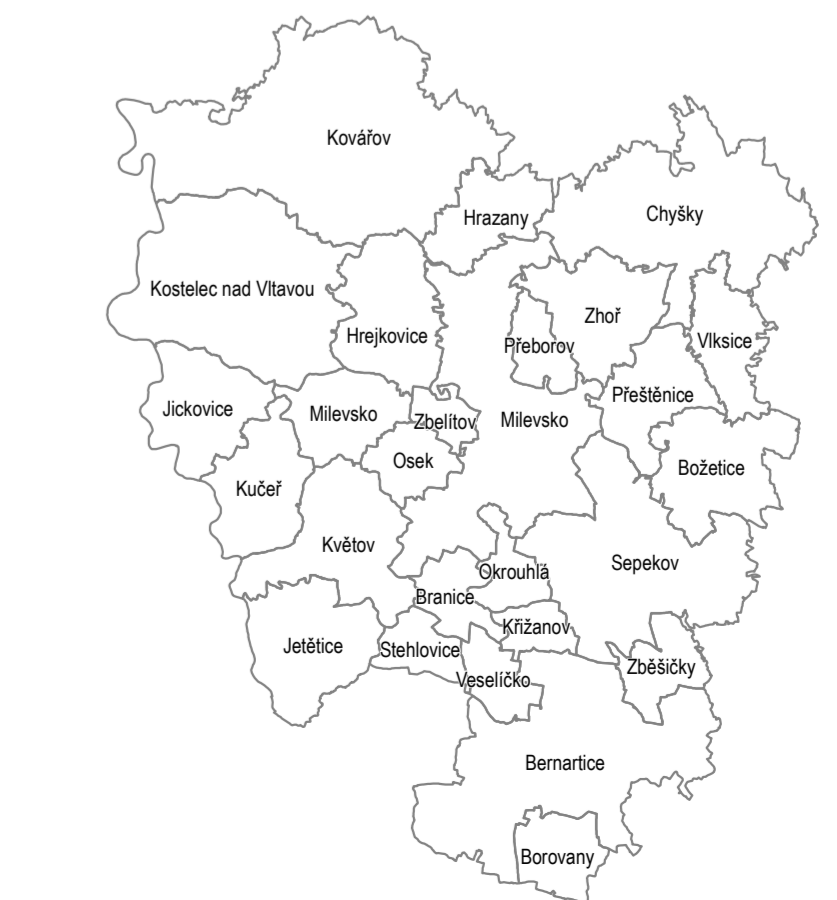 Kovářov
Hrazany
Chyšky
Kostelec nad Vltavou
Zhoř
Hrejkovice
Přeborov
Vlksice
Přeštěnice
Jickovice
Milevsko
Zbelítov
Milevsko
Osek
Božetice
Kučeř
Květov
Sepekov
Okrouhlá
Branice
Křižanov
Jetětice
Stehlovice
Zběšičky
Veselíčko
Bernartice
Borovany